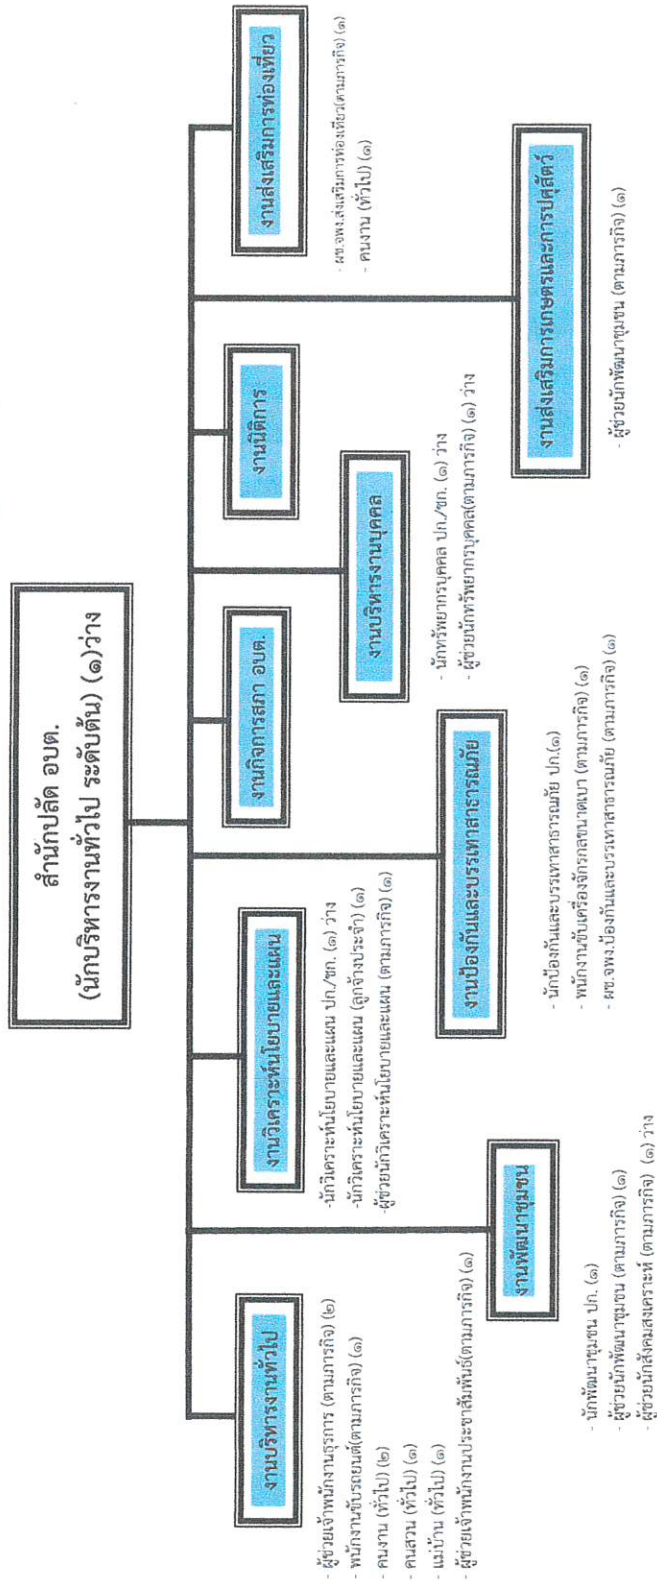 สำนักปลัด อบต.
(นักบริหารงานทั่วไป ระดับต้น) (๑)ว่าง
งานบริหารงานทั่วไป
- ผู้ช่วยเจ้าพนักงานธุรการ (ตามภารกิจ) (๒)
- พนักงานขับรถยนต์(ตามภารกิจ) (๑)
- คนงาน (ทั่วไป) (๒)
- คนสวน (ทั่วไป) (๑)
- แม่บ้าน (ทั่วไป) (๑)
- ผู้ช่วยเจ้าพนักงานประชาสัมพันธ์(ตามภารกิจ) (๑)
งานวิเคราะห์นโยบายและแผน
-นักวิเคราะห์นโยบายและแผน ปก./ชก. (๑) ว่าง
-นักวิเคราะห์นโยบายและแผน (ลูกจ้างประจำ) (๑)
-ผู้ช่วยนักวิเคราะห์นโยบายและแผน (ตามภารกิจ) (๑)
งานกิจการสภา อบต.
งานนิติการ
งานส่งเสริมการท่องเที่ยว
- ผช.จพง.ส่งเสริมการท่องเที่ยว(ตามภารกิจ) (๑)
- คนงาน (ทั่วไป) (๑)
งานพัฒนาชุมชน
- นักพัฒนาชุมชน ปก. (๑)
- ผู้ช่วยนักพัฒนาชุมชน (ตามภารกิจ) (๑)
- ผู้ช่วยนักสังคมสงเคราะห์ (ตามภารกิจ) (๑) ว่าง
งานป้องกันและบรรเทาสาธารณภัย
- นักป้องกันและบรรเทาสาธารณภัย ปก.(๑)
- พนักงานขับเครื่องจักรกลขนาดเบา (ตามภารกิจ) (๑)
- ผช.จพง.ป้องกันและบรรเทาสาธารณภัย (ตามภารกิจ) (๑)
งานบริหารงานบุคคล
- นักทรัพยากรบุคคล ปก./ชก. (๑) ว่าง
- ผู้ช่วยนักทรัพยากรบุคคล(ตามภารกิจ) (๑) ว่าง
งานส่งเสริมการเกษตรและการปศุสัตว์
- ผู้ช่วยนักพัฒนาชุมชน (ตามภารกิจ) (๑)